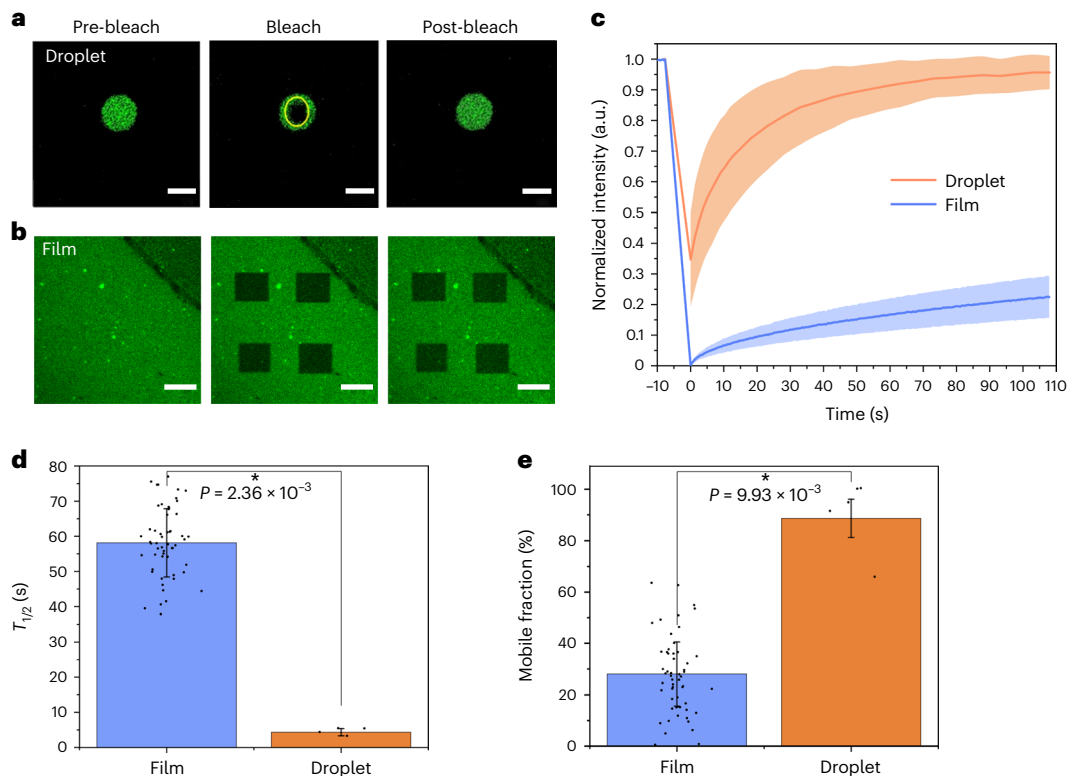 a
Pre-bleach Bleach Post-bleach
Droplet
b
Film
c
Normalized intensity (a.u.)
1.0
0.9
0.8
0.7
0.6
0.5
0.4
0.3
0.2
0.1
0
–10 0 10 20 30 40 50 60 70 80 90 100 110
Time (s)
Droplet
Film
d
T1/2 (s)
80
70
60
50
40
30
20
10
0
*
P = 2.36 × 10⁻³
Film Droplet
e
Mobile fraction (%)
100
80
60
40
20
0
*
P = 9.93 × 10⁻³
Film Droplet